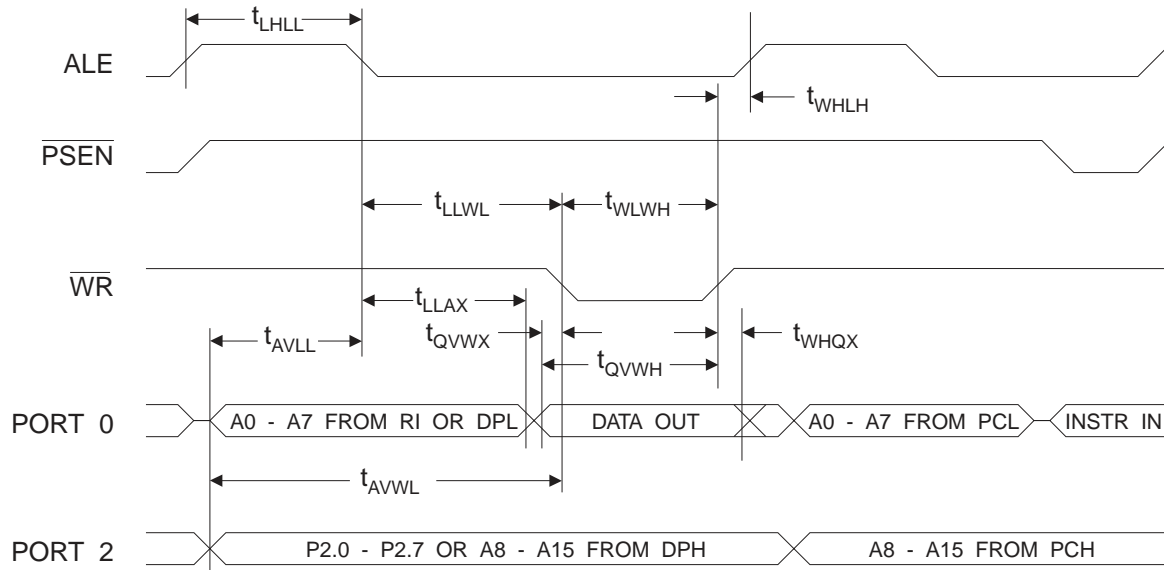 tLHLL
ALE
tWHLH
PSEN
tLLWL
tWLWH
WR
tLLAX
tAVLL
tQVWX
tWHQX
tQVWH
PORT 0
A0 - A7 FROM RI OR DPL
DATA OUT
A0 - A7 FROM PCL
INSTR IN
tAVWL
PORT 2
P2.0 - P2.7 OR A8 - A15 FROM DPH
A8 - A15 FROM PCH